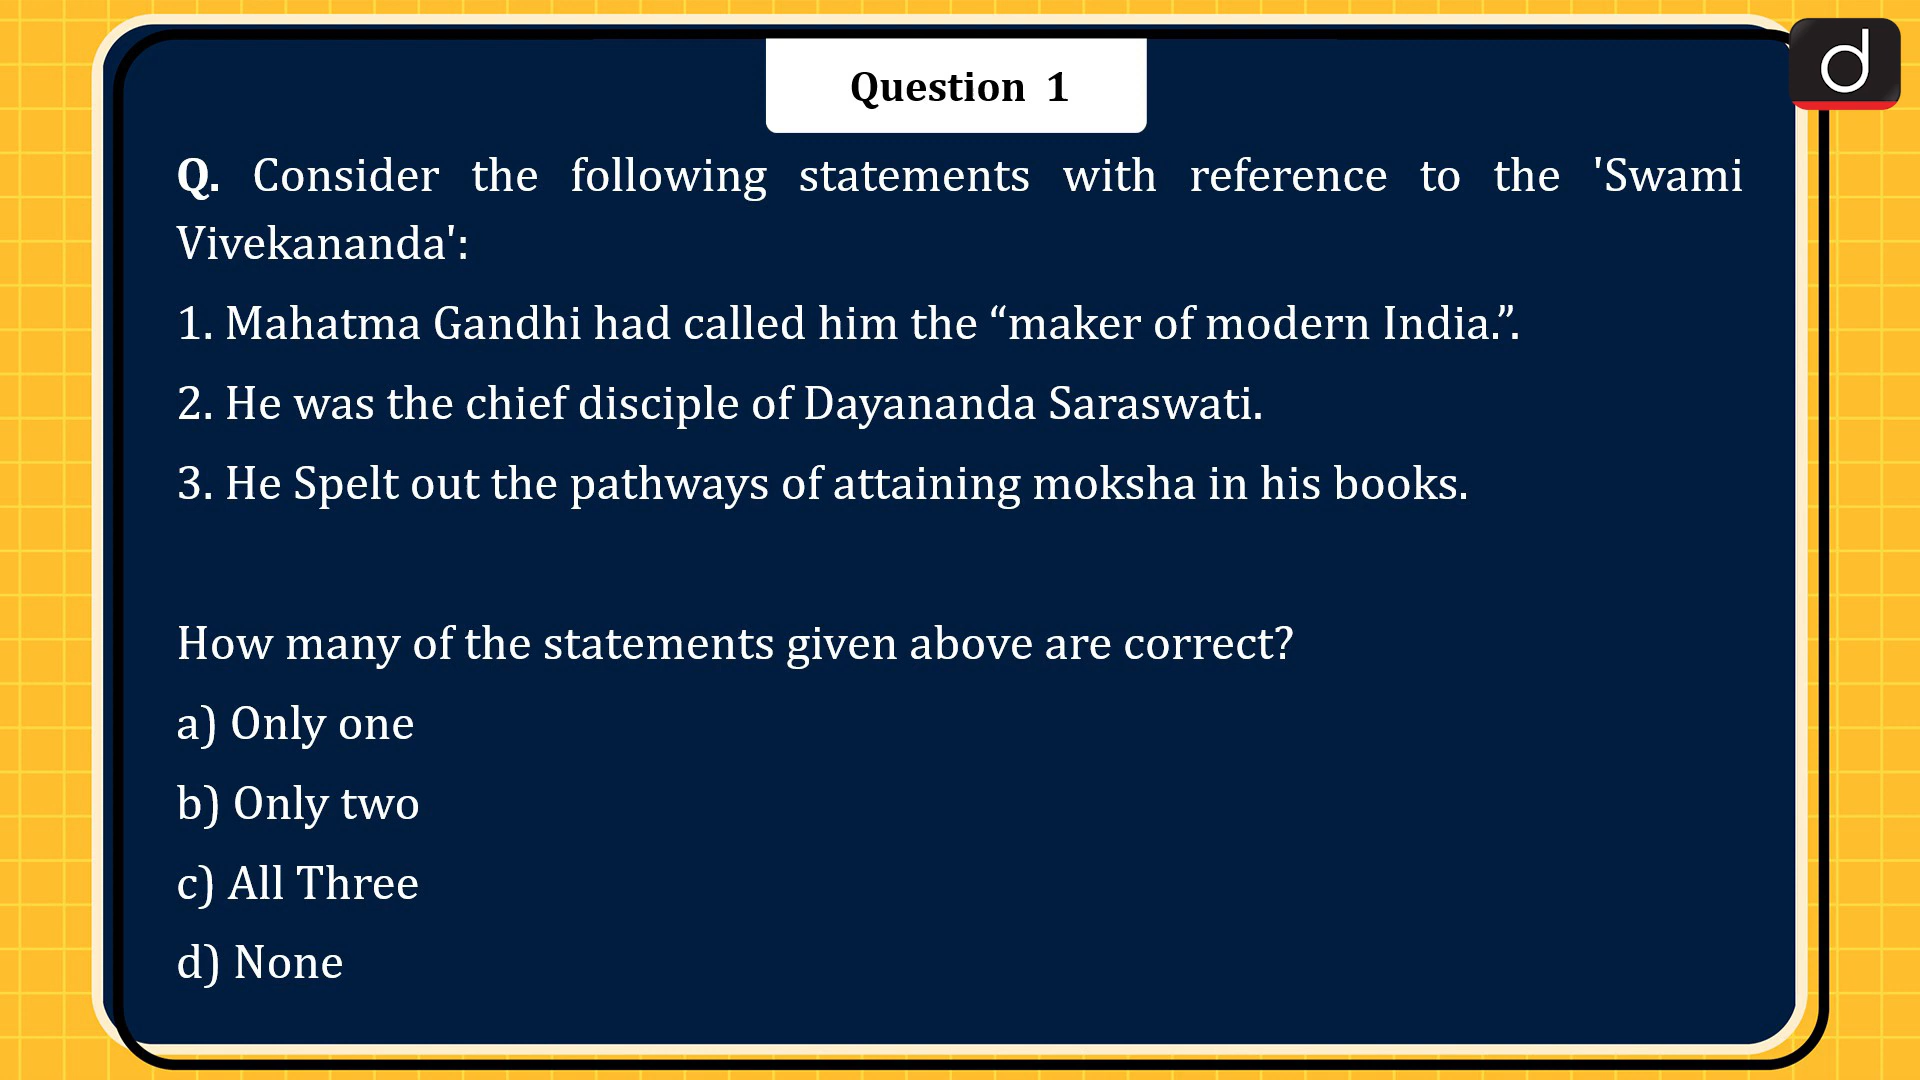 Question 1
d
Q. Consider the following statements with reference to the 'Swami
Vivekananda':
1. Mahatma Gandhi had called him the “maker of modern India.”.
2. He was the chief disciple of Dayananda Saraswati.
3. He Spelt out the pathways of attaining moksha in his books.
How many of the statements given above are correct?
a) Only one
b) Only two
c) All Three
d) None